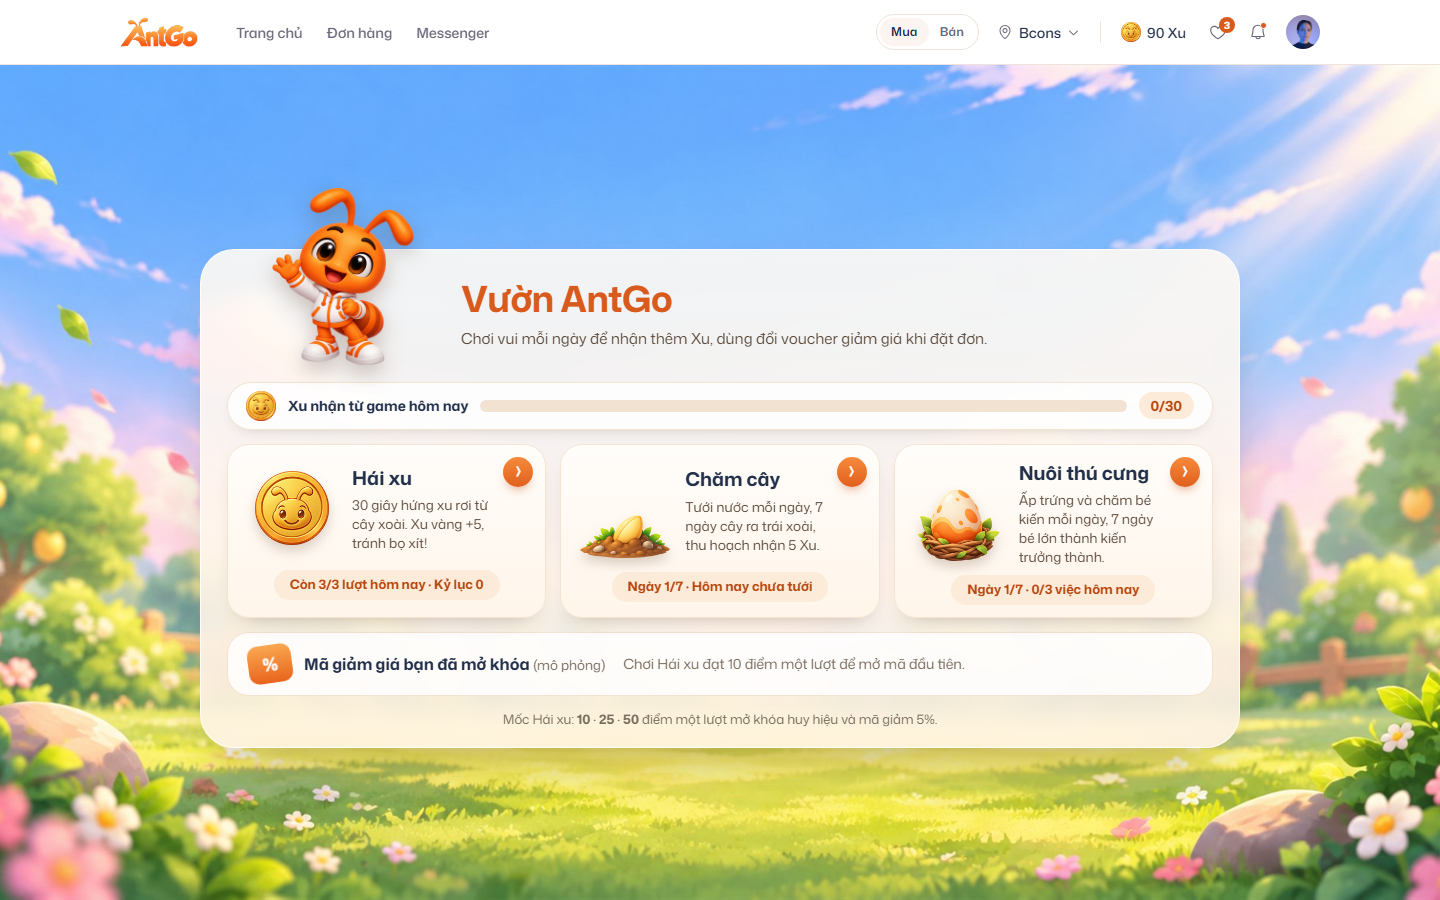 AntGo
Trang chủ
Đơn hàng
Messenger
Mua
Bán
Bcons
90 Xu
3
Vườn AntGo
Chơi vui mỗi ngày để nhận thêm Xu, dùng đổi voucher giảm giá khi đặt đơn.
Xu nhận từ game hôm nay
0/30
Hái xu
30 giây hứng xu rơi từ
cây xoài. Xu vàng +5,
tránh bọ xít!
Còn 3/3 lượt hôm nay · Kỷ lục 0
Chăm cây
Tưới nước mỗi ngày, 7
ngày cây ra trái xoài,
thu hoạch nhận 5 Xu.
Ngày 1/7 · Hôm nay chưa tưới
Nuôi thú cưng
Ấp trứng và chăm bé
kiến mỗi ngày, 7 ngày
bé lớn thành kiến
trưởng thành.
Ngày 1/7 · 0/3 việc hôm nay
%
Mã giảm giá bạn đã mở khóa (mô phỏng)
Chơi Hái xu đạt 10 điểm một lượt để mở mã đầu tiên.
Mốc Hái xu: 10 · 25 · 50 điểm một lượt mở khóa huy hiệu và mã giảm 5%.